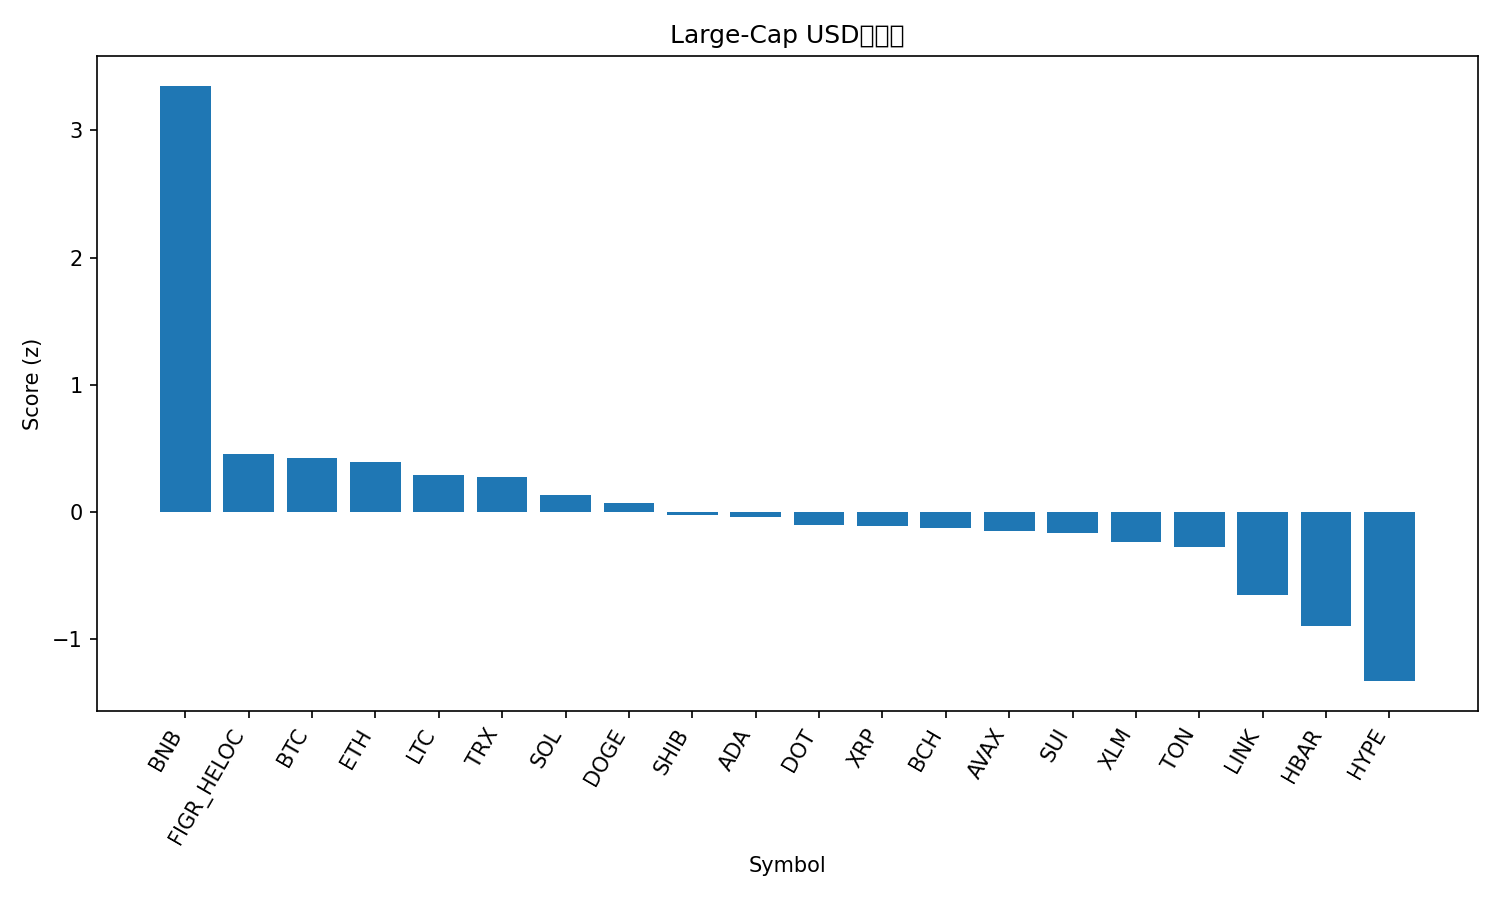 Large-Cap USD
3
2
1
0
−1
Score (z)
BNB
FIGR_HELOC
BTC
ETH
LTC
TRX
SOL
DOGE
SHIB
ADA
DOT
XRP
BCH
AVAX
SUI
XLM
TON
LINK
HBAR
HYPE
Symbol